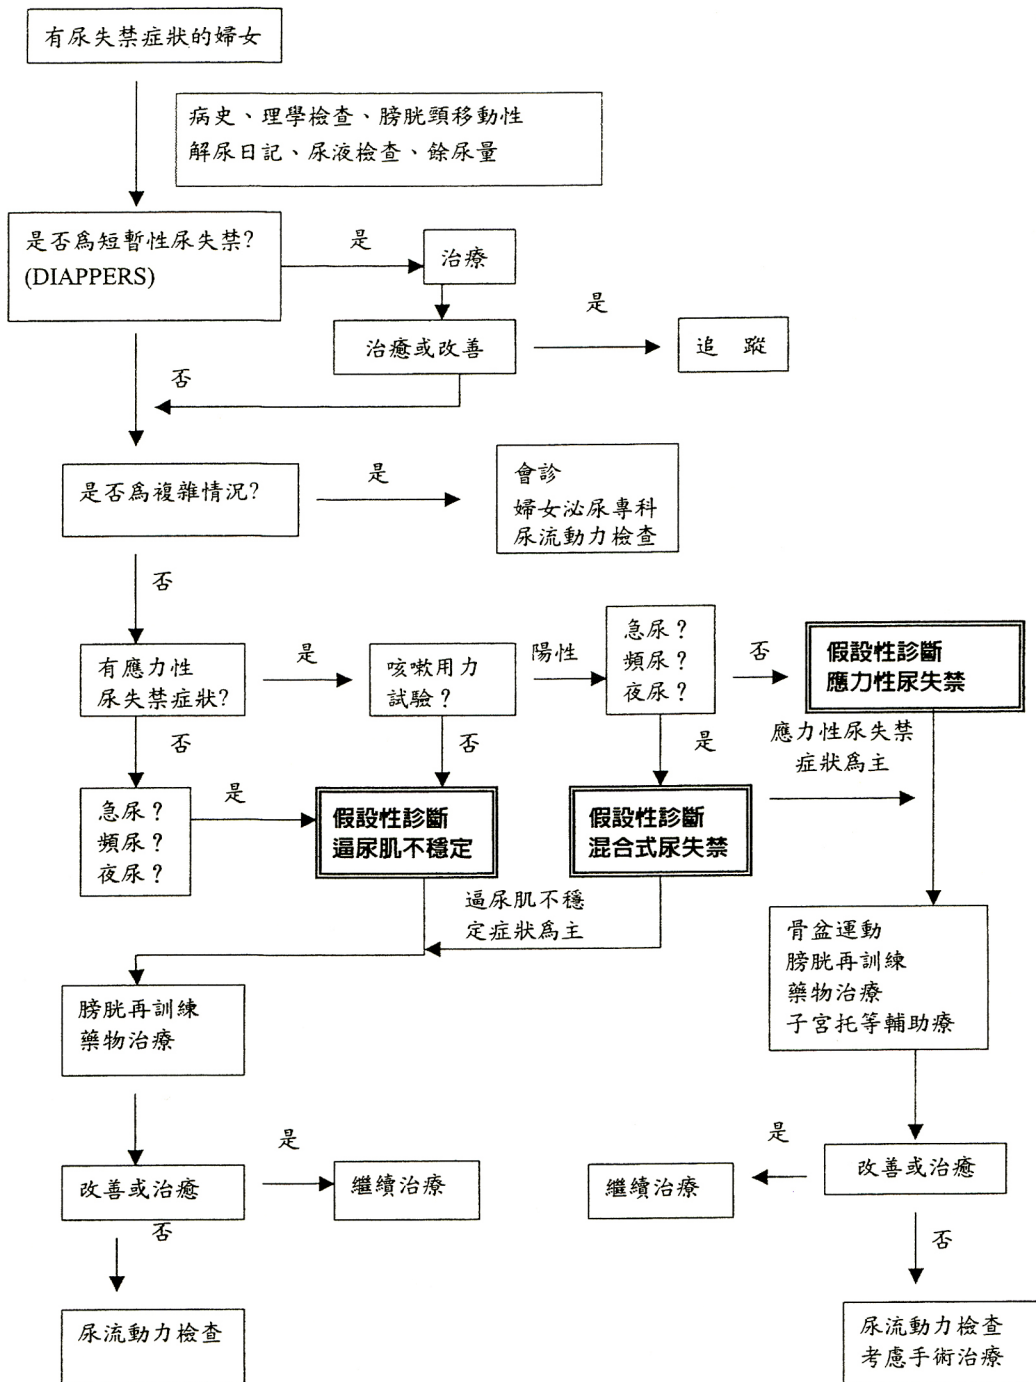 有尿失禁症狀的婦女
病史、理學檢查、膀胱頸移動性
解尿日記、尿液檢查、餘尿量
是否為短暫性尿失禁?
(DIAPPERS)
是
治療
治癒或改善
是
追 蹤
否
是否為複雜情況?
是
會診
婦女泌尿專科
尿流動力檢查
否
有應力性
尿失禁症狀?
是
咳嗽用力
試驗?
陽性
急尿?
頻尿?
夜尿?
否
假設性診斷
應力性尿失禁
否
否
是
應力性尿失禁
症狀為主
急尿?
頻尿?
夜尿?
是
假設性診斷
逼尿肌不穩定
假設性診斷
混合式尿失禁
逼尿肌不穩
定症狀為主
骨盆運動
膀胱再訓練
藥物治療
子宮托等輔助療
膀胱再訓練
藥物治療
改善或治癒
是
繼續治療
繼續治療
是
改善或治癒
否
否
尿流動力檢查
尿流動力檢查
考慮手術治療